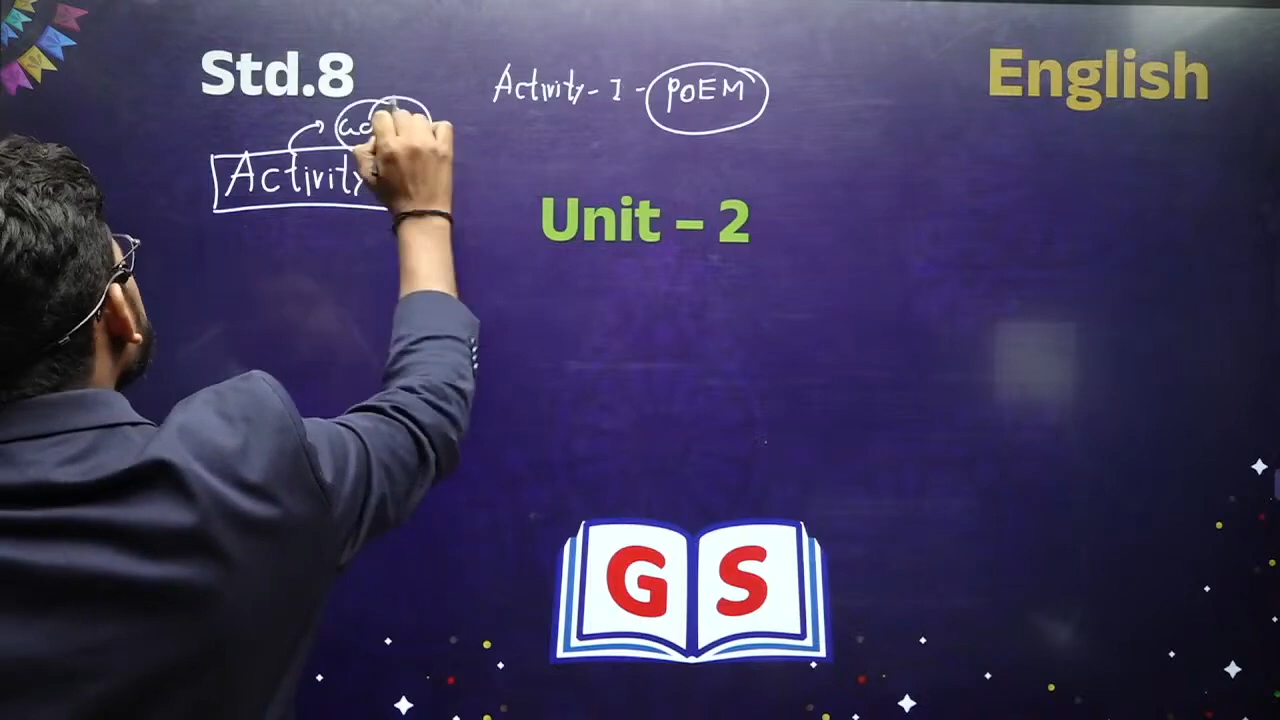 Std.8
Activity - 1 - POEM
English
Activity
Unit – 2
G S